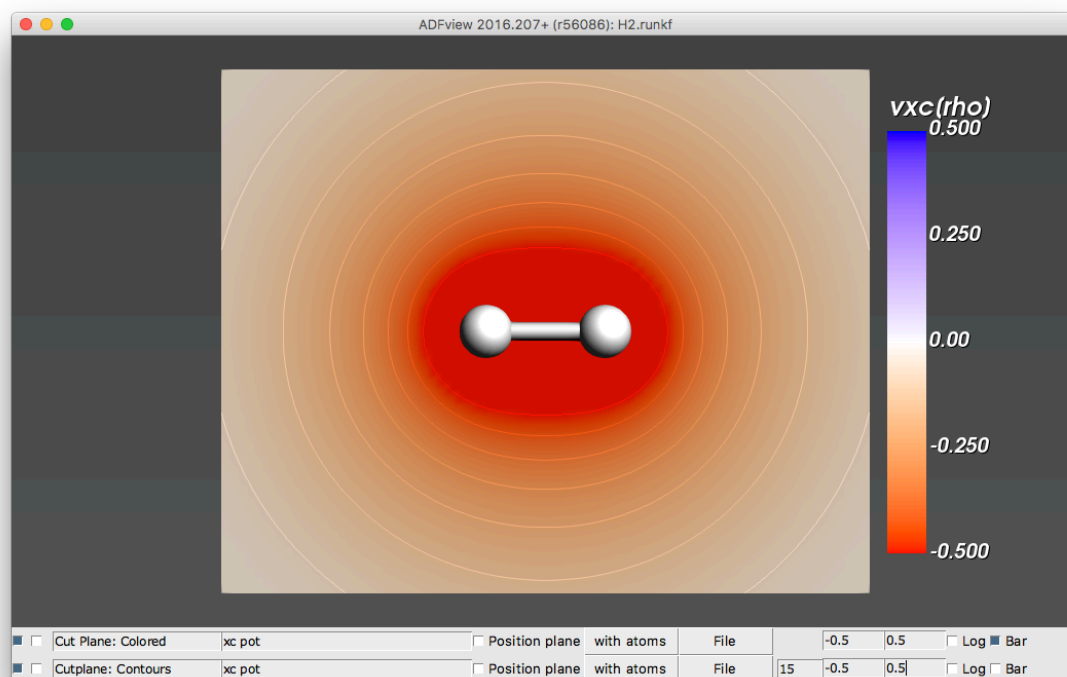 ADFview 2016.207+ (r56086): H2.runkf
vxc(rho)
0.500
0.250
0.00
-0.250
-0.500
Cut Plane: Colored xc pot Position plane with atoms File -0.5 0.5 Log Bar
Cutplane: Contours xc pot Position plane with atoms File 15 -0.5 0.5 Log Bar